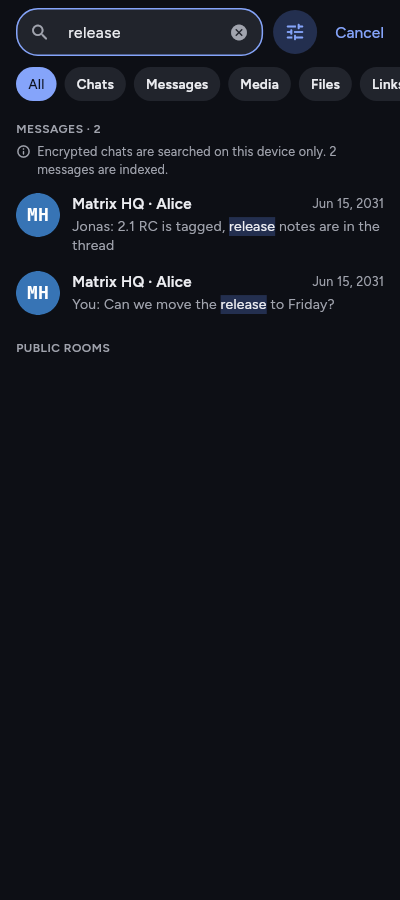 release
Cancel
All
Chats
Messages
Media
Files
Links
MESSAGES · 2
Encrypted chats are searched on this device only. 2
messages are indexed.
MH
Matrix HQ · Alice
Jun 15, 2031
Jonas: 2.1 RC is tagged, release notes are in the
thread
MH
Matrix HQ · Alice
Jun 15, 2031
You: Can we move the release to Friday?
PUBLIC ROOMS